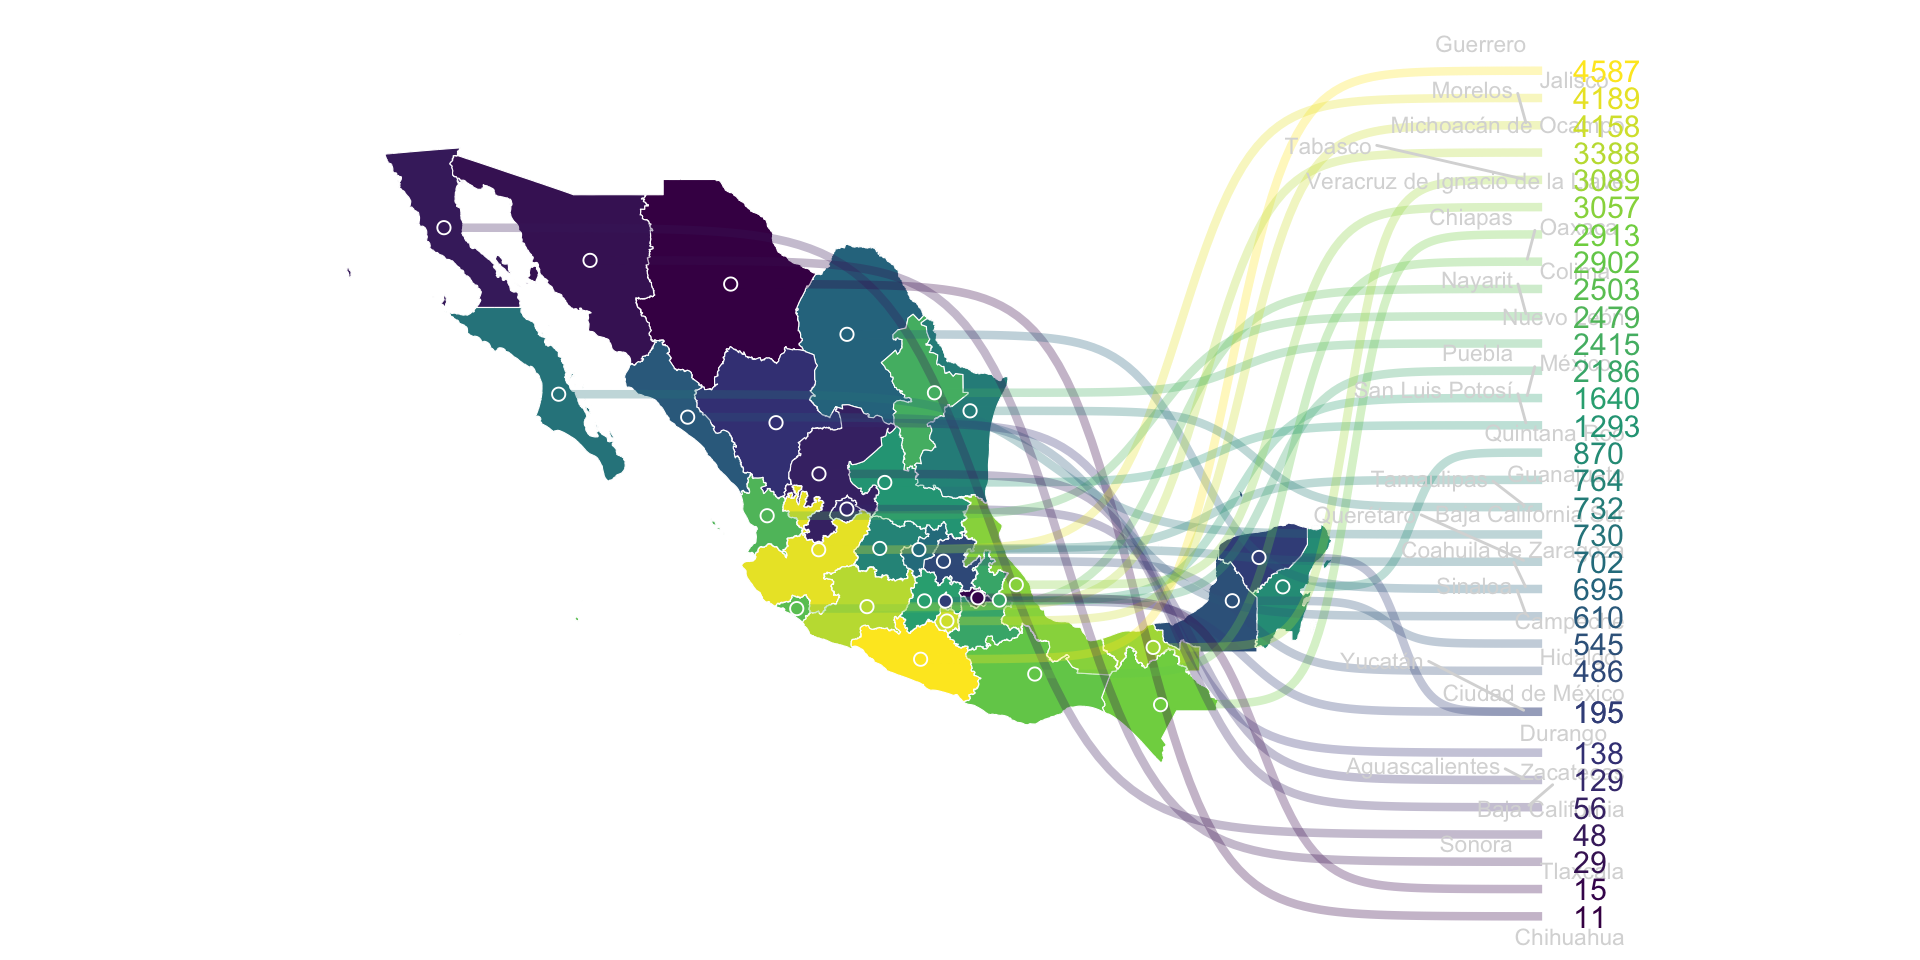 Guerrero
4587
Jalisco
Morelos
4189
Michoacán de Ocampo
4158
Tabasco
3388
Veracruz de Ignacio de la Llave
3089
3057
Chiapas
Oaxaca
2913
2902
Colima
Nayarit
2503
Nuevo León
2479
Puebla
2415
México
2186
San Luis Potosí
1640
Quintana Roo
1293
870
Guanajuato
Tamaulipas
764
732
Querétaro
Baja California Sur
730
Coahuila de Zaragoza
702
Sinaloa
695
Campeche
610
545
Hidalgo
Yucatán
486
Ciudad de México
195
Durango
138
Aguascalientes
Zacatecas
129
Baja California
56
48
Sonora
29
Tlaxcala
15
11
Chihuahua